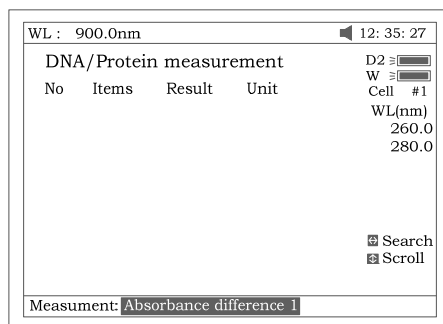 WL : 900.0nm 12: 35: 27
DNA/Protein measurement
No Items Result Unit
D2
W
Cell #1
WL(nm)
260.0
280.0
Search
Scroll
Measument: Absorbance difference 1